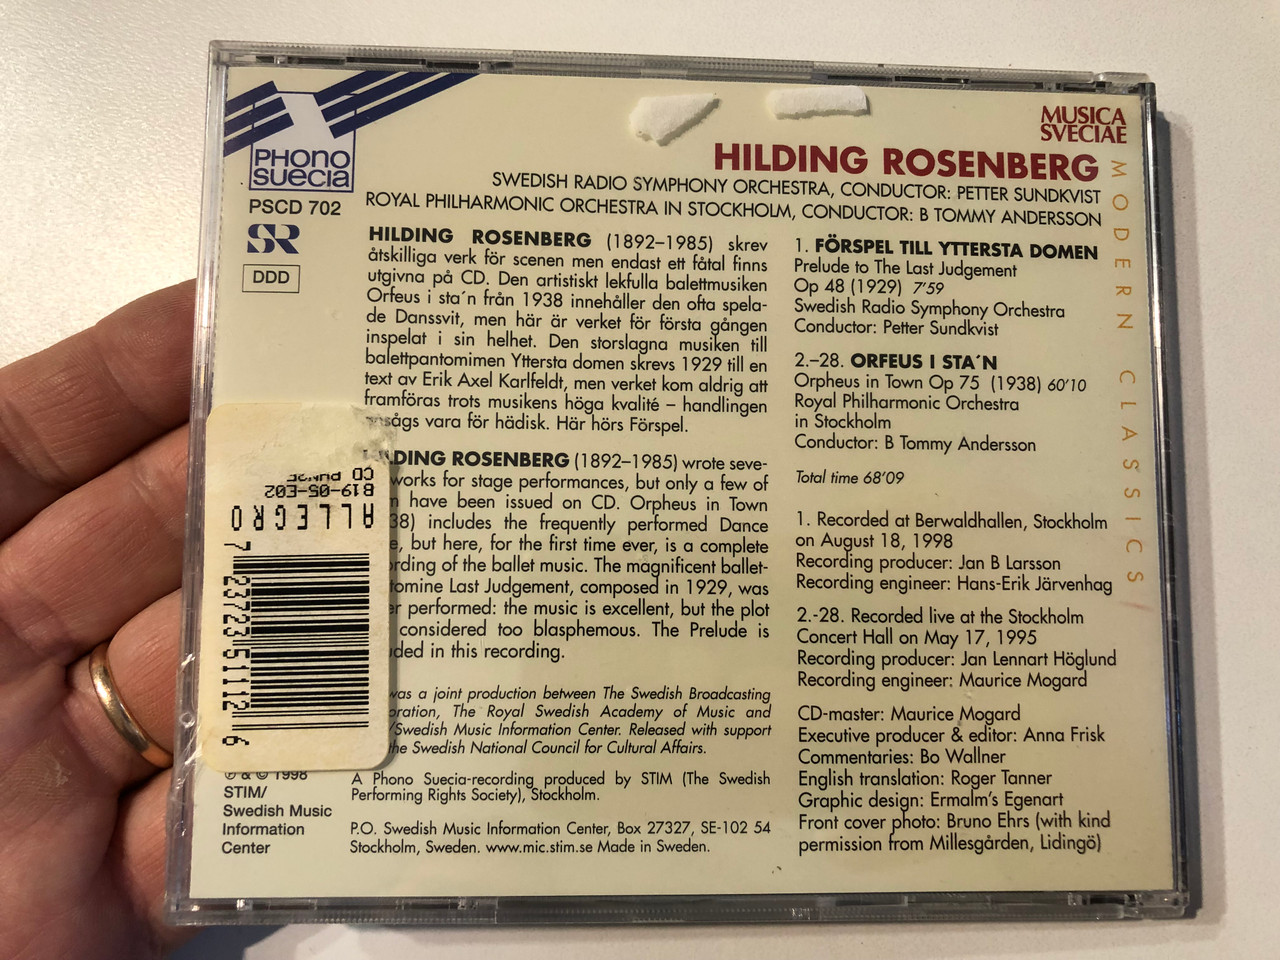 PHONO
SUECIA
PSCD 702
SR
DDD
MUSICA
SVECIAE
MODERN CLASSICS
HILDING ROSENBERG
SWEDISH RADIO SYMPHONY ORCHESTRA, CONDUCTOR: PETTER SUNDKVIST
ROYAL PHILHARMONIC ORCHESTRA IN STOCKHOLM, CONDUCTOR: B TOMMY ANDERSSON
HILDING ROSENBERG (1892–1985) skrev
åtskilliga verk för scenen men endast ett fåtal finns
utgivna på CD. Den artistiskt lekfulla balettmusiken
Orfeus i sta´n från 1938 innehåller den ofta spela-
de Danssvit, men här är verket för första gången
inspelat i sin helhet. Den storslagna musiken till
balettpantomimen Yttersta domen skrevs 1929 till en
text av Erik Axel Karlfeldt, men verket kom aldrig att
framföras trots musikens höga kvalité – handlingen
ansågs vara för hädisk. Här hörs Förspel.
HILDING ROSENBERG (1892–1985) wrote seve-
works for stage performances, but only a few of
have been issued on CD. Orpheus in Town
38) includes the frequently performed Dance
, but here, for the first time ever, is a complete
rding of the ballet music. The magnificent ballet-
tomine Last Judgement, composed in 1929, was
er performed: the music is excellent, but the plot
considered too blasphemous. The Prelude is
uded in this recording.
was a joint production between The Swedish Broadcasting
oration, The Royal Swedish Academy of Music and
/Swedish Music Information Center. Released with support
the Swedish National Council for Cultural Affairs.
A Phono Suecia-recording produced by STIM (The Swedish
Performing Rights Society), Stockholm.
P.O. Swedish Music Information Center, Box 27327, SE-102 54
Stockholm, Sweden. www.mic.stim.se Made in Sweden.
1. FÖRSPEL TILL YTTERSTA DOMEN
Prelude to The Last Judgement
Op 48 (1929) 7'59
Swedish Radio Symphony Orchestra
Conductor: Petter Sundkvist
2.–28. ORFEUS I STA´N
Orpheus in Town Op 75 (1938) 60'10
Royal Philharmonic Orchestra
in Stockholm
Conductor: B Tommy Andersson
Total time 68'09
1. Recorded at Berwaldhallen, Stockholm
on August 18, 1998
Recording producer: Jan B Larsson
Recording engineer: Hans-Erik Järvenhag
2.-28. Recorded live at the Stockholm
Concert Hall on May 17, 1995
Recording producer: Jan Lennart Höglund
Recording engineer: Maurice Mogard
CD-master: Maurice Mogard
Executive producer & editor: Anna Frisk
Commentaries: Bo Wallner
English translation: Roger Tanner
Graphic design: Ermalm's Egenart
Front cover photo: Bruno Ehrs (with kind
permission from Millesgården, Lidingö)
ALLEGRO
819-05-E02
CD
7 23723 51112 6
℗ & © 1998
STIM/
Swedish Music
Information
Center